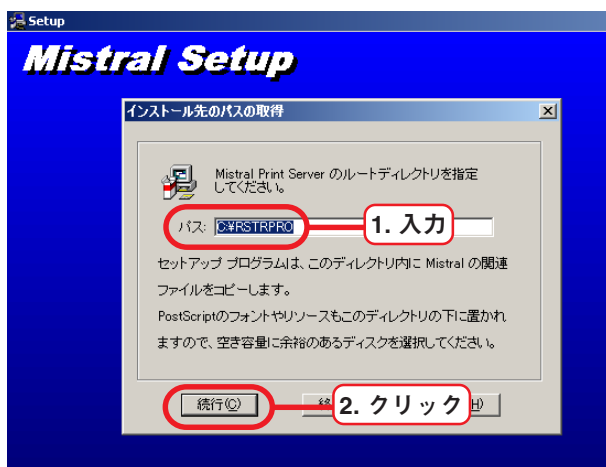 Setup
Mistral Setup
インストール先のパスの取得
Mistral Print Server のルートディレクトリを指定
してください。
パス: C:¥RSTRPRO
1. 入力
セットアップ プログラムは、このディレクトリ内に Mistral の関連
ファイルをコピーします。
PostScriptのフォントやリソースもこのディレクトリの下に置かれ
ますので、空き容量に余裕のあるディスクを選択してください。
続行(C)
2. クリック
H)